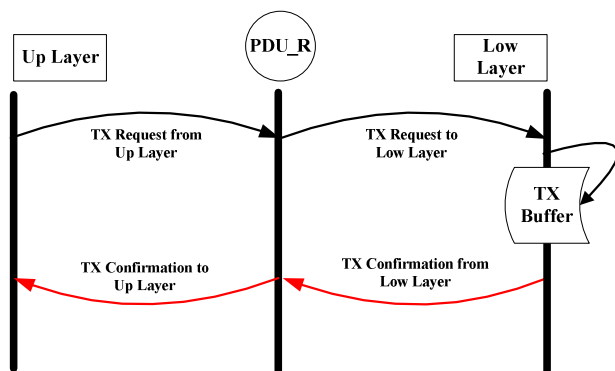 Up Layer
PDU_R
Low
Layer
TX Request from
Up Layer
TX Request to
Low Layer
TX
Buffer
TX Confirmation to
Up Layer
TX Confirmation from
Low Layer